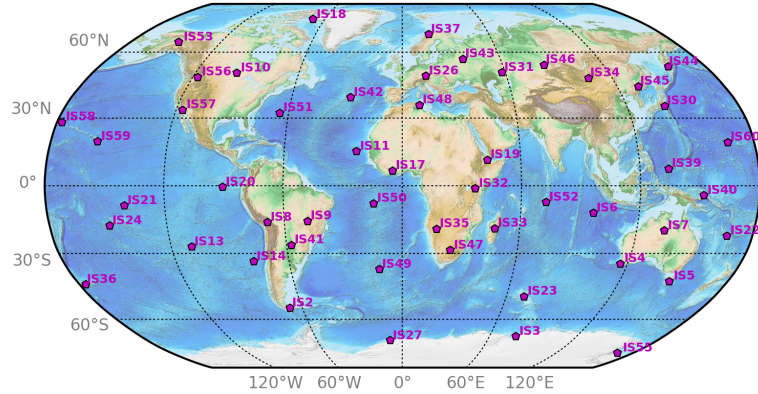 IS18
IS37
IS53
60°N
IS43
IS46
IS44
IS10
IS56
IS26
IS31
IS34
IS45
IS42
IS48
IS30
30°N
IS57
IS51
IS58
IS59
IS60
IS11
IS19
IS17
IS39
0°
IS20
IS32
IS40
IS21
IS50
IS52
IS6
IS24
IS8
IS9
IS35
IS33
IS7
IS22
IS13
IS41
IS47
30°S
IS14
IS49
IS4
IS36
IS5
IS2
IS23
60°S
IS27
IS3
IS55
120°W
60°W
0°
60°E
120°E